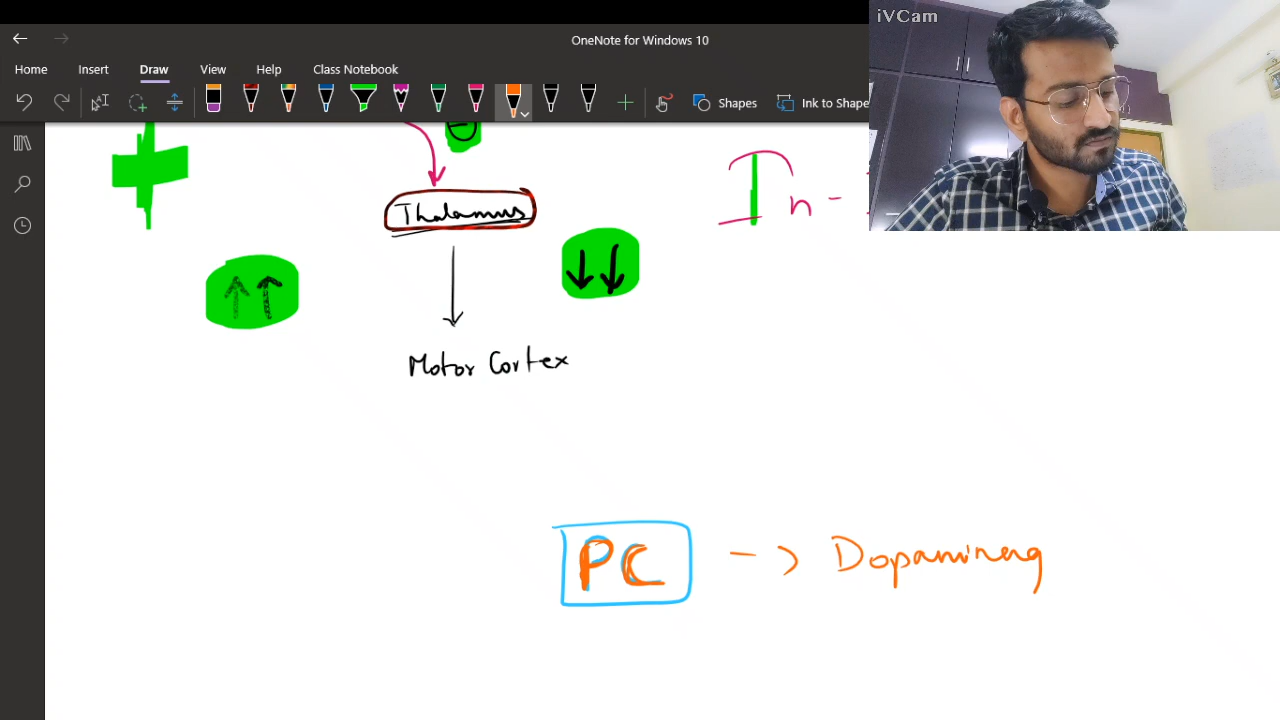 iVCam
OneNote for Windows 10
Home Insert Draw View Help Class Notebook
Shapes Ink to Shape
Thalamus
In -
Motor Cortex
PC --> Dopaminerg